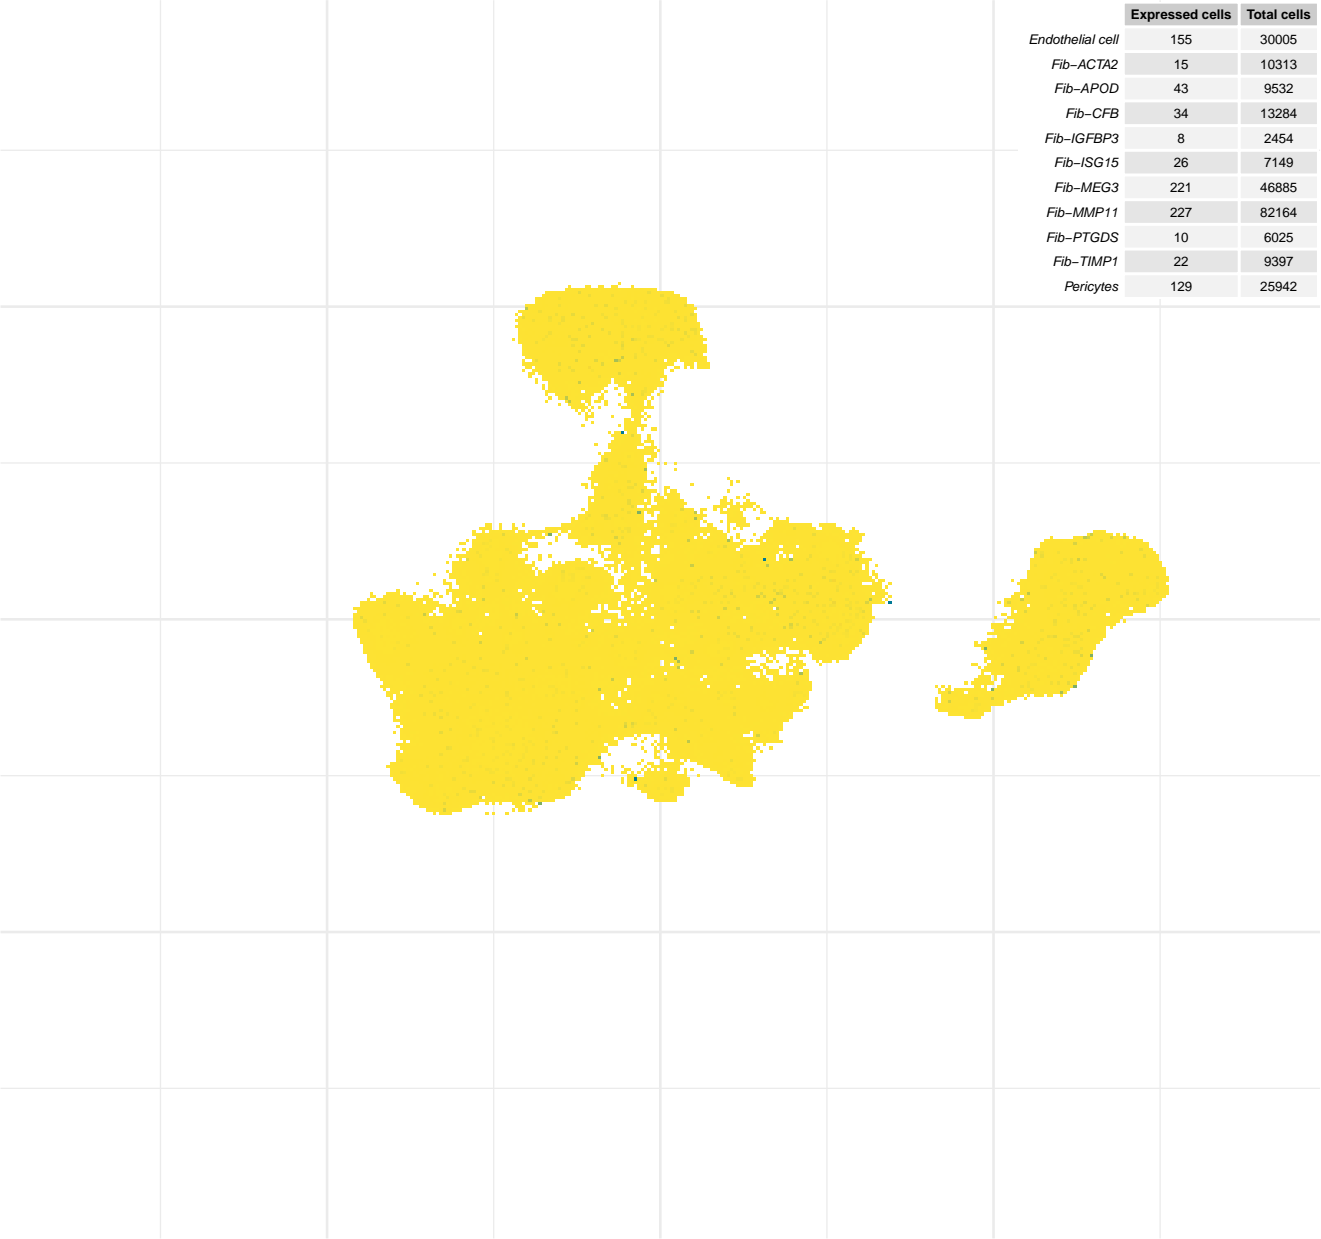 Expressed cells Total cells
Endothelial cell 155 30005
Fib−ACTA2 15 10313
Fib−APOD 43 9532
Fib−CFB 34 13284
Fib−IGFBP3 8 2454
Fib−ISG15 26 7149
Fib−MEG3 221 46885
Fib−MMP11 227 82164
Fib−PTGDS 10 6025
Fib−TIMP1 22 9397
Pericytes 129 25942